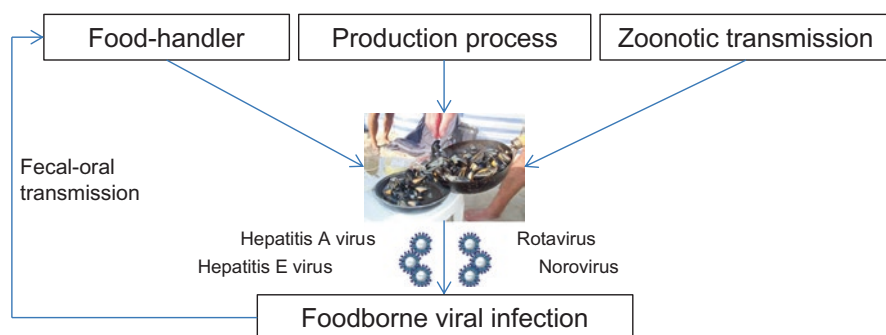 Food-handler
Production process
Zoonotic transmission
Fecal-oral
transmission
Hepatitis A virus
Rotavirus
Hepatitis E virus
Norovirus
Foodborne viral infection